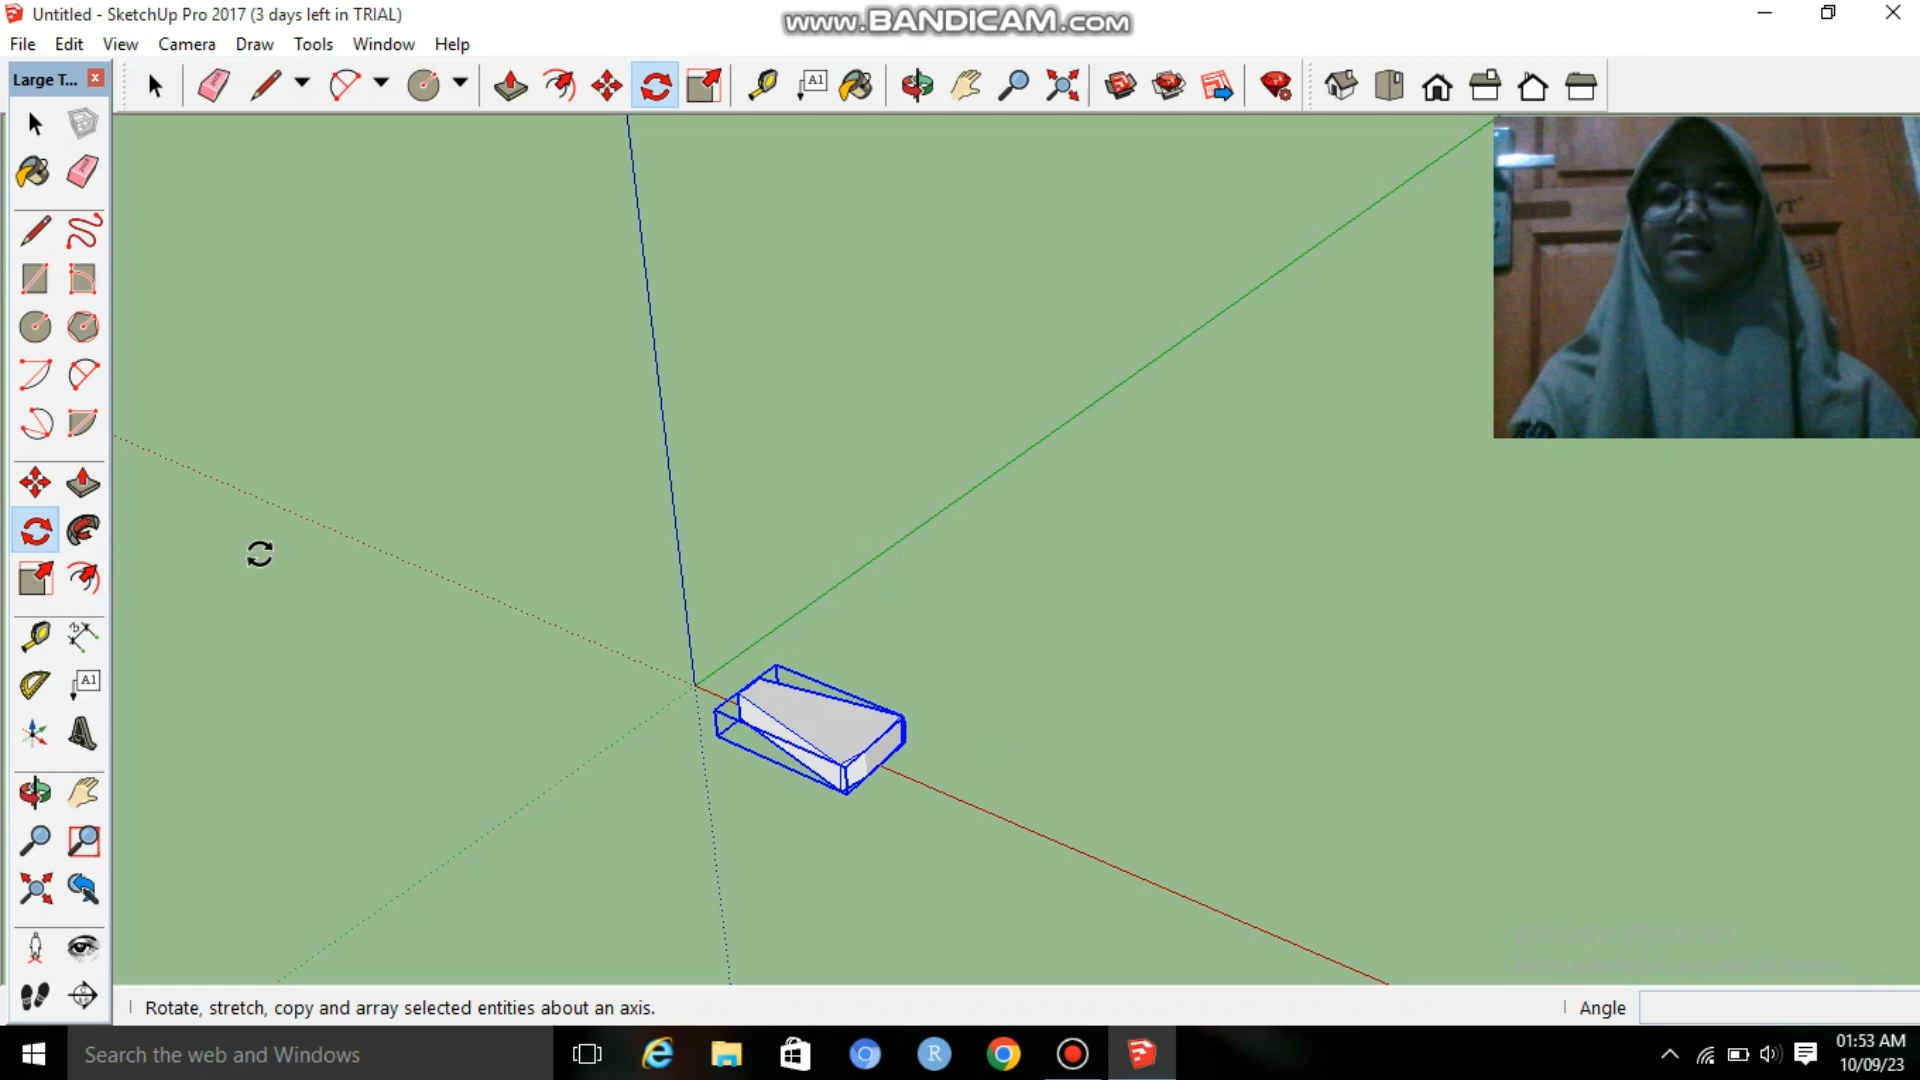 Untitled - SketchUp Pro 2017 (3 days left in TRIAL)
www.BANDICAM.com
File Edit View Camera Draw Tools Window Help
Large T...
A1
A1
Rotate, stretch, copy and array selected entities about an axis.
Angle
Search the web and Windows
R
01:53 AM
10/09/23